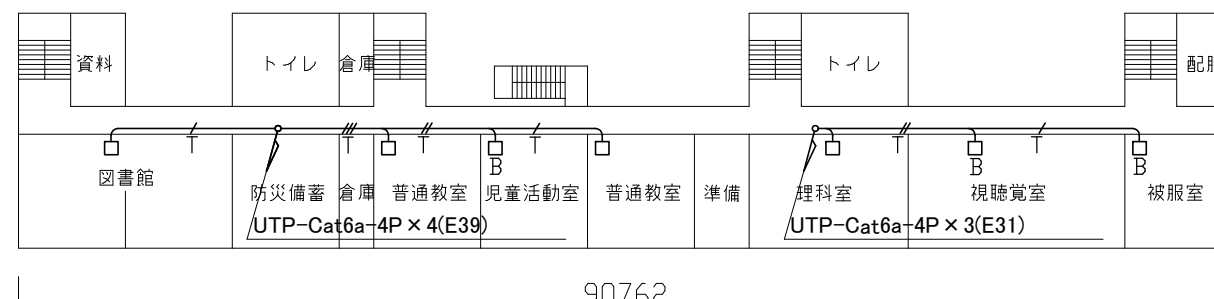 資料
トイレ
倉庫
トイレ
T
T
T
T
T
T
B
B
B
図書館
防災備蓄
倉庫
普通教室
児童活動室
普通教室
準備
理科室
視聴覚室
被服室
UTP-Cat6a-4P×4(E39)
UTP-Cat6a-4P×3(E31)